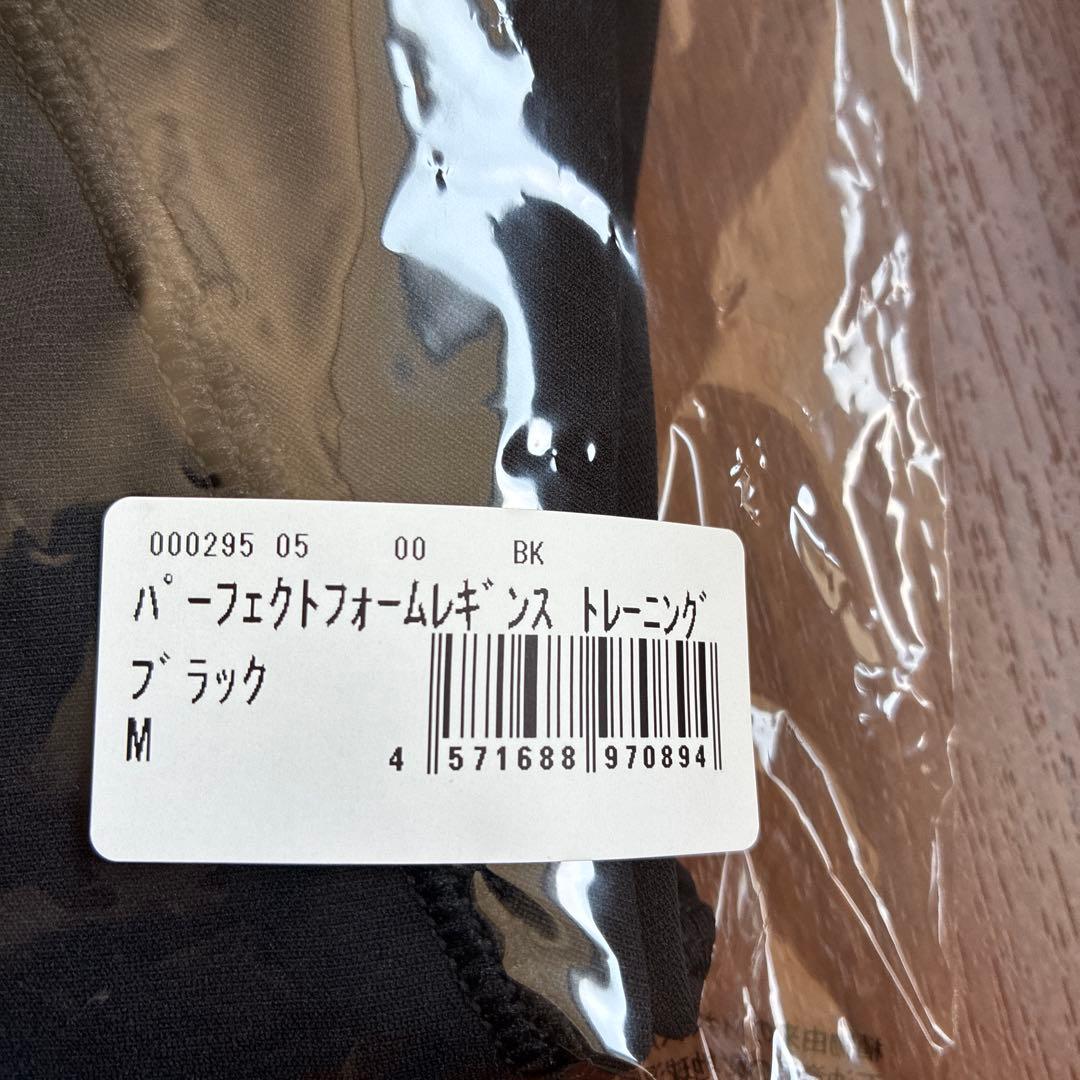 000295 05 00 BK
パーフェクトフォームレギンス トレーニング
ブラック
M
4 571688 970894